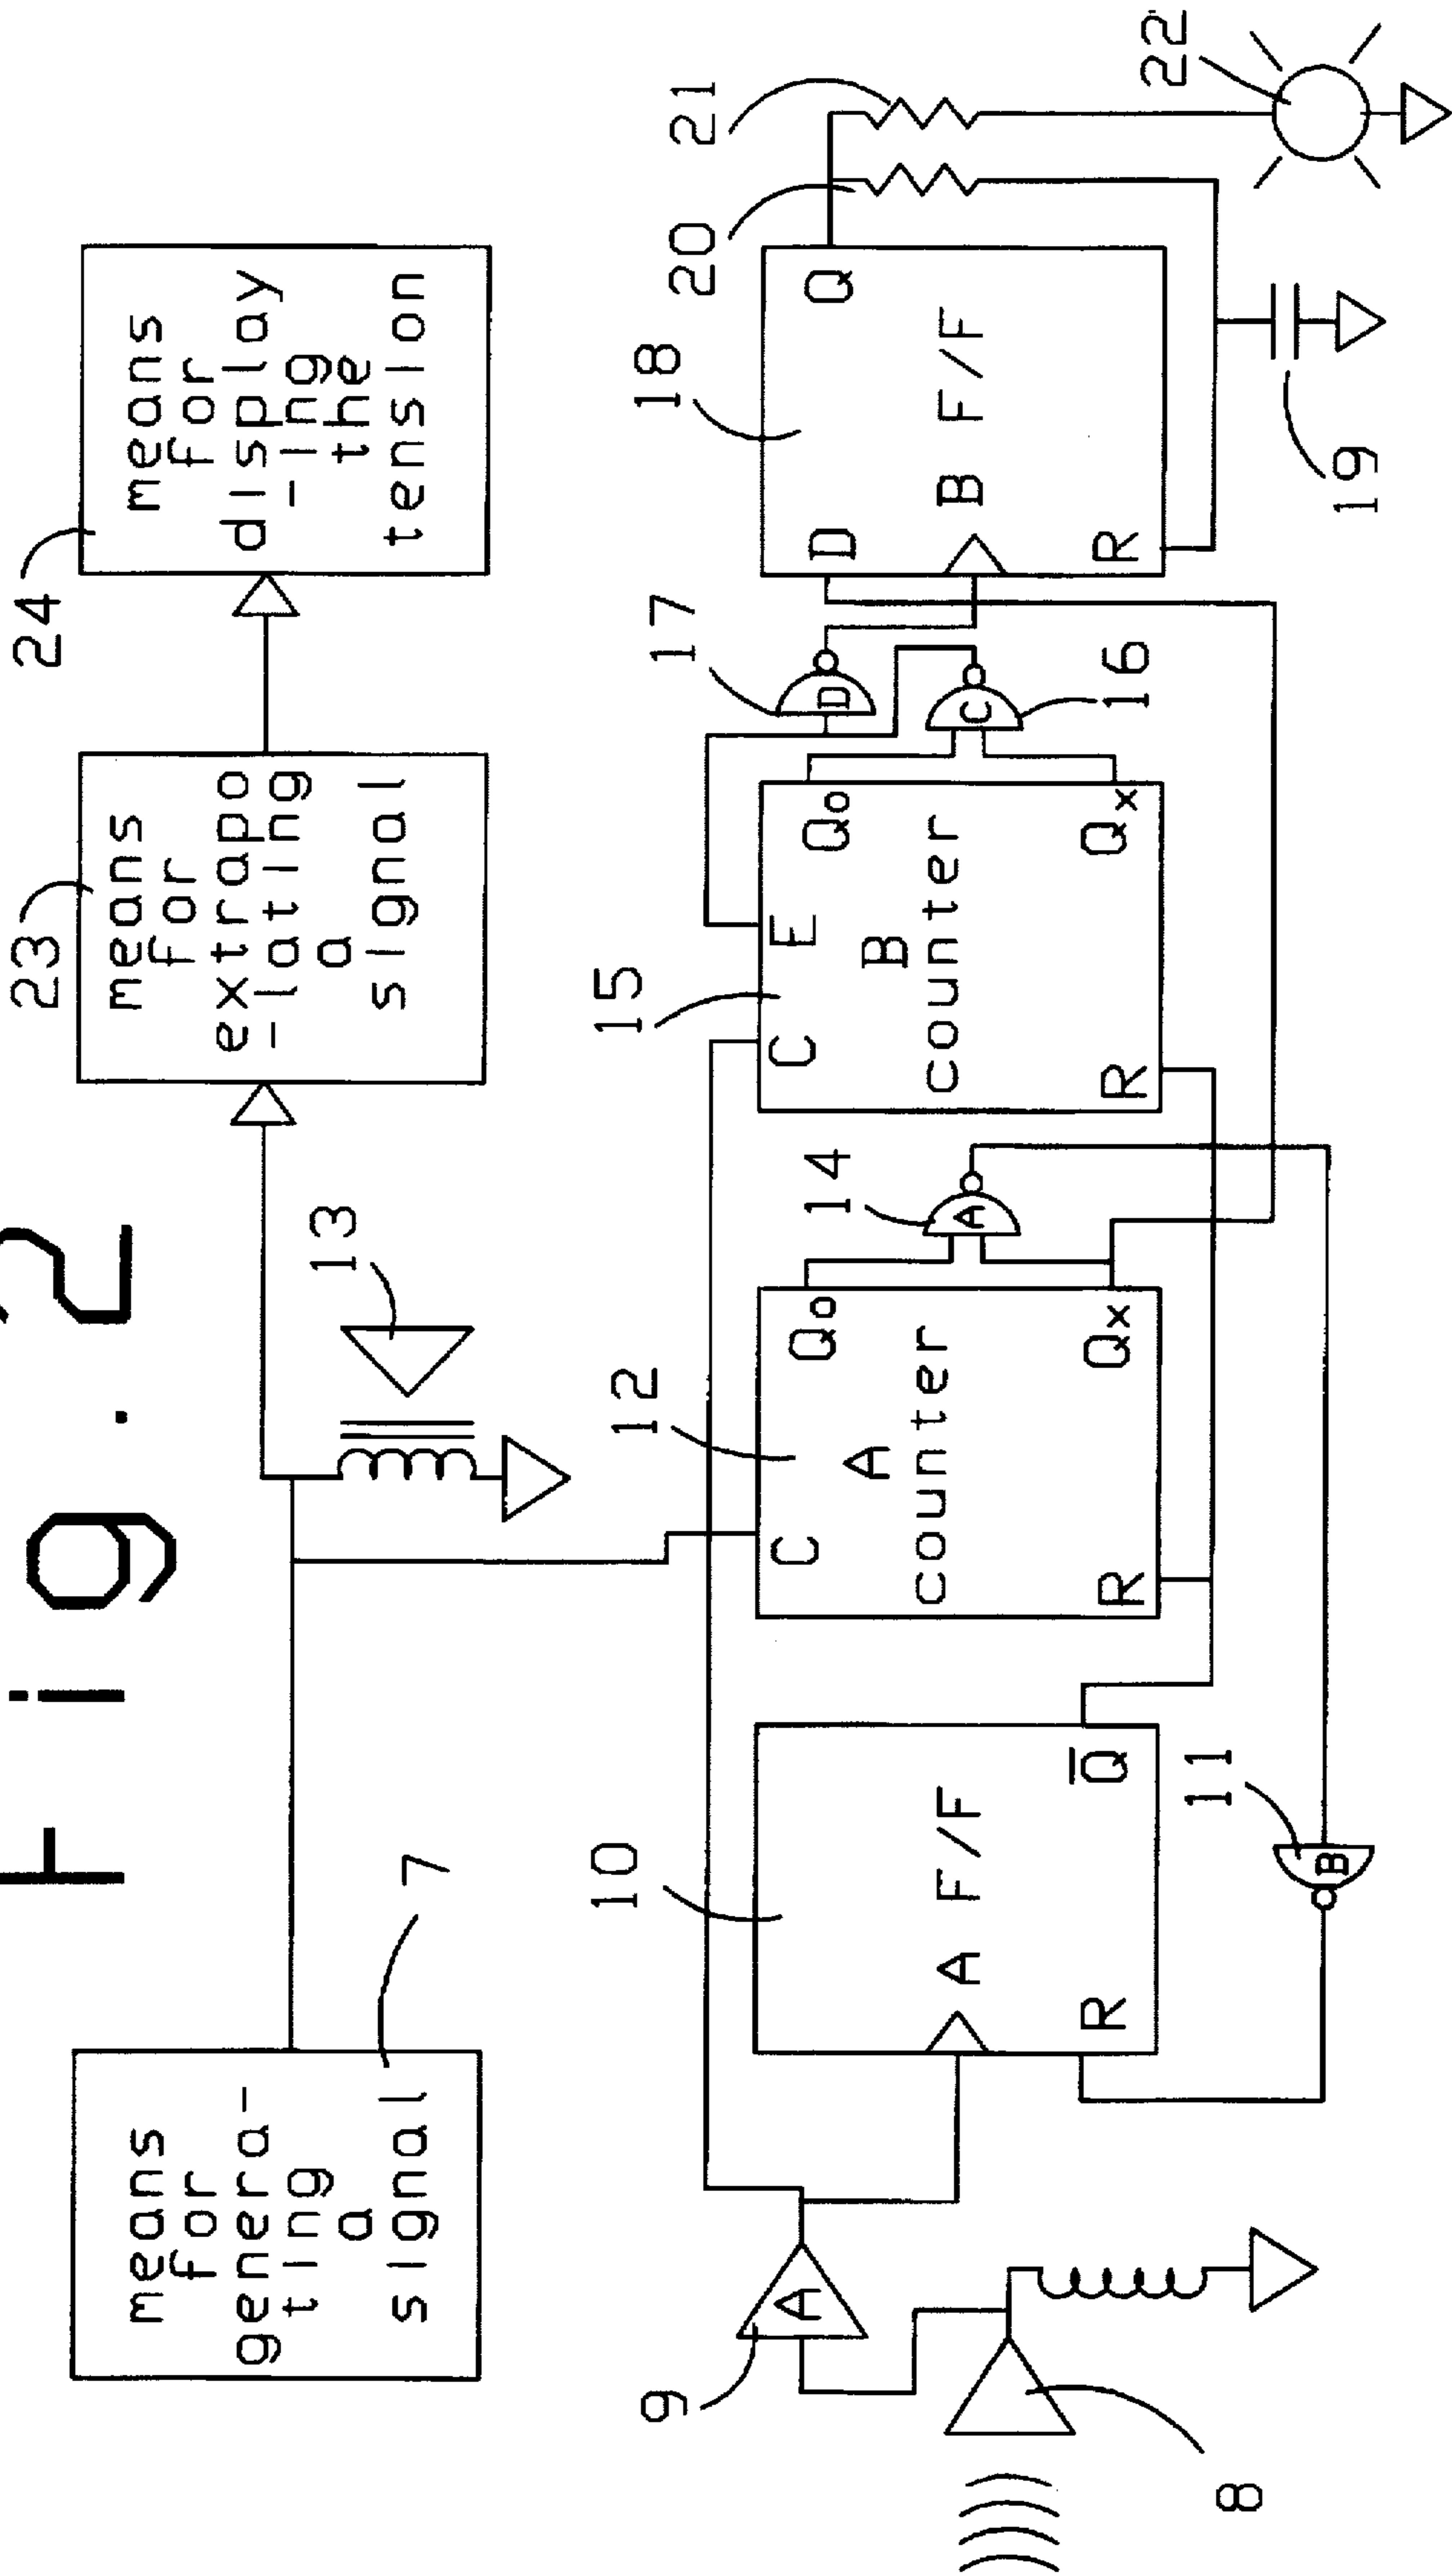 Fig. 2
means
for
genera-
ting
a
signal
7
13
means
for
extrapo
-lating
a
signal
23
means
for
display
-ing
the
tension
24
8
9
A
10
A F/F
R
Q̅
11
B
12
C
A
counter
R
Qo
Qx
14
A
15
C
E
B
counter
R
Qo
Qx
16
C
17
D
18
D
Q
B F/F
R
19
20
21
22